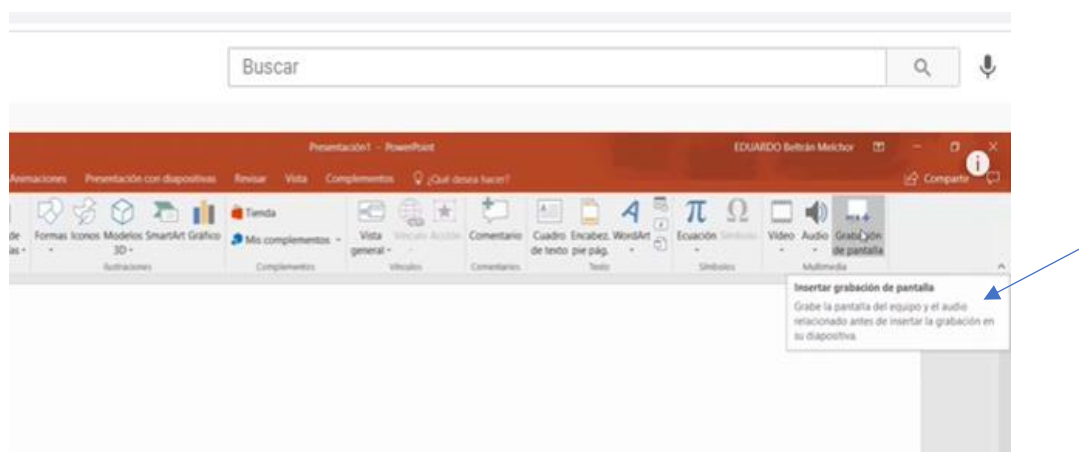 Buscar
Presentación1 - PowerPoint EDUARDO Beltrán Melchor
Animaciones Presentación con diapositivas Revisar Vista Complementos ¿Qué desea hacer? Compartir
Tienda
de Formas Iconos Modelos SmartArt Gráfico Mis complementos Vista Vínculo Acción Comentario Cuadro Encabez. WordArt Ecuación Símbolo Vídeo Audio Grabación
as 3D general de texto pie pág. de pantalla
Ilustraciones Complementos Vínculos Comentarios Texto Símbolos Multimedia
Insertar grabación de pantalla
Grabe la pantalla del equipo y el audio
relacionado antes de insertar la grabación en
su diapositiva.